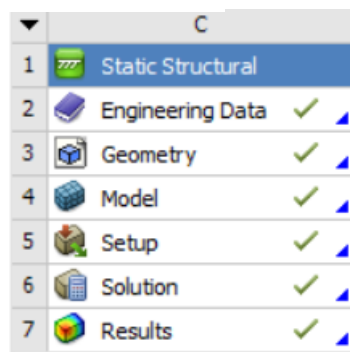 C
1 Static Structural
2 Engineering Data
3 Geometry
4 Model
5 Setup
6 Solution
7 Results